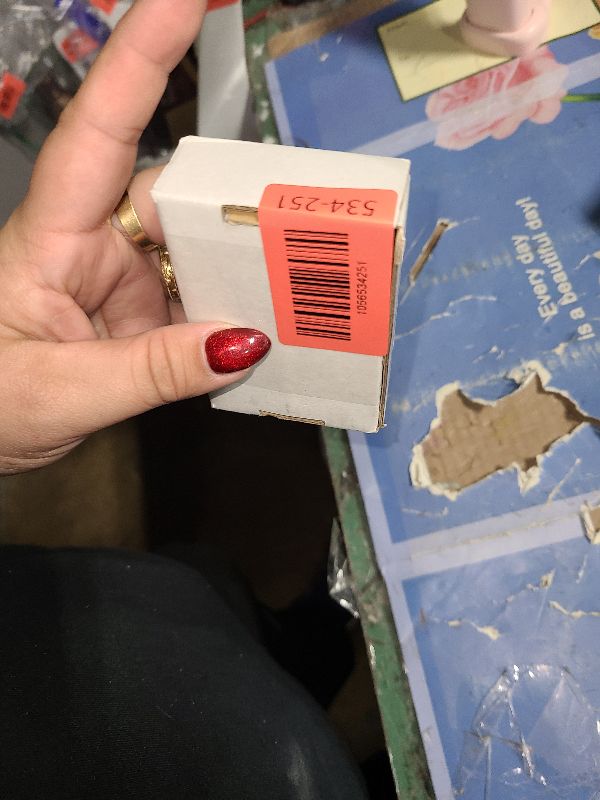 534-251
1056534251
Every day
is a beautiful day!